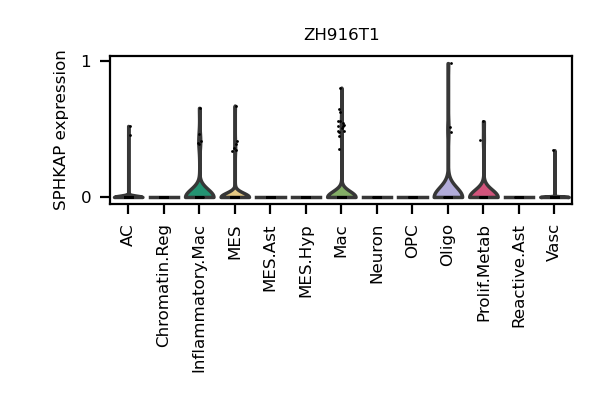 ZH916T1
SPHKAP expression
1
0
AC
Chromatin.Reg
Inflammatory.Mac
MES
MES.Ast
MES.Hyp
Mac
Neuron
OPC
Oligo
Prolif.Metab
Reactive.Ast
Vasc